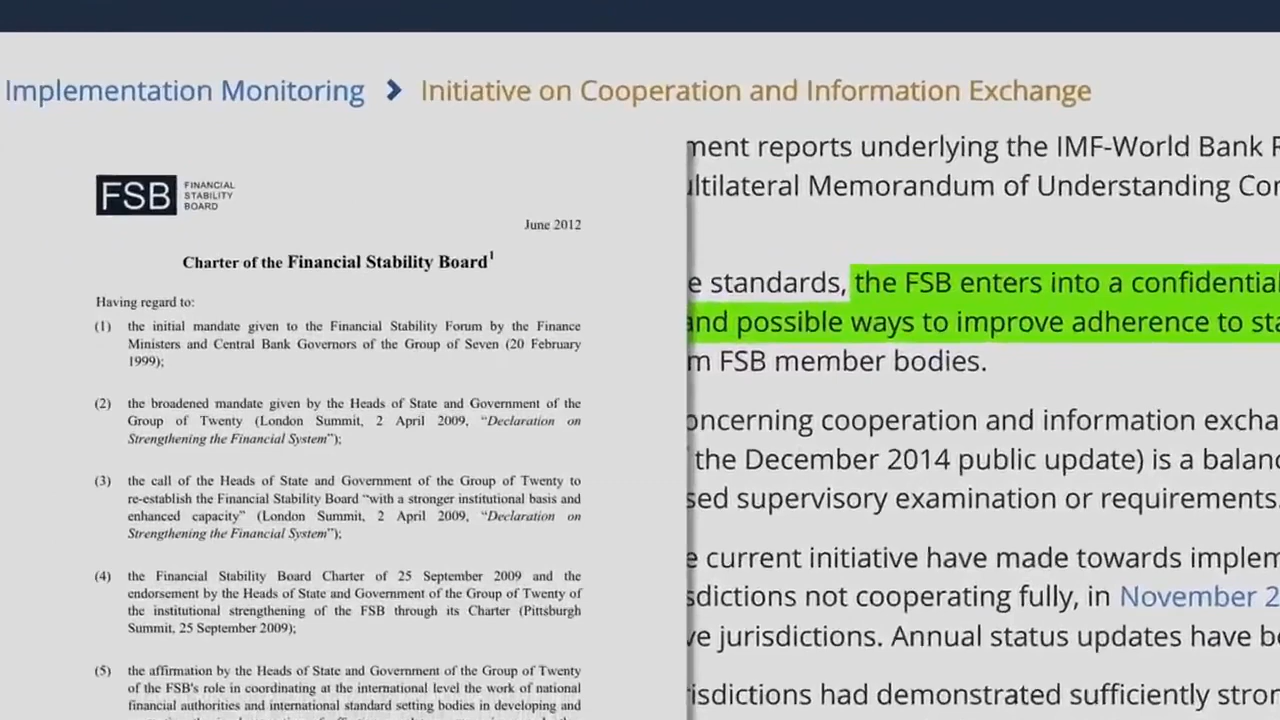 Implementation Monitoring > Initiative on Cooperation and Information Exchange
FSB FINANCIAL
STABILITY
BOARD
June 2012
Charter of the Financial Stability Board1
Having regard to:
(1) the initial mandate given to the Financial Stability Forum by the Finance
Ministers and Central Bank Governors of the Group of Seven (20 February
1999);
(2) the broadened mandate given by the Heads of State and Government of the
Group of Twenty (London Summit, 2 April 2009, “Declaration on
Strengthening the Financial System”);
(3) the call of the Heads of State and Government of the Group of Twenty to
re-establish the Financial Stability Board “with a stronger institutional basis and
enhanced capacity” (London Summit, 2 April 2009, “Declaration on
Strengthening the Financial System”);
(4) the Financial Stability Board Charter of 25 September 2009 and the
endorsement by the Heads of State and Government of the Group of Twenty of
the institutional strengthening of the FSB through its Charter (Pittsburgh
Summit, 25 September 2009);
(5) the affirmation by the Heads of State and Government of the Group of Twenty
of the FSB's role in coordinating at the international level the work of national
financial authorities and international standard setting bodies in developing and
ment reports underlying the IMF-World Bank
ultilateral Memorandum of Understanding
e standards, the FSB enters into a confidential
and possible ways to improve adherence to
m FSB member bodies.
oncerning cooperation and information
the December 2014 public update) is a
sed supervisory examination or requirements.
e current initiative have made towards
sdictions not cooperating fully, in November 2
ve jurisdictions. Annual status updates have
risdictions had demonstrated sufficiently